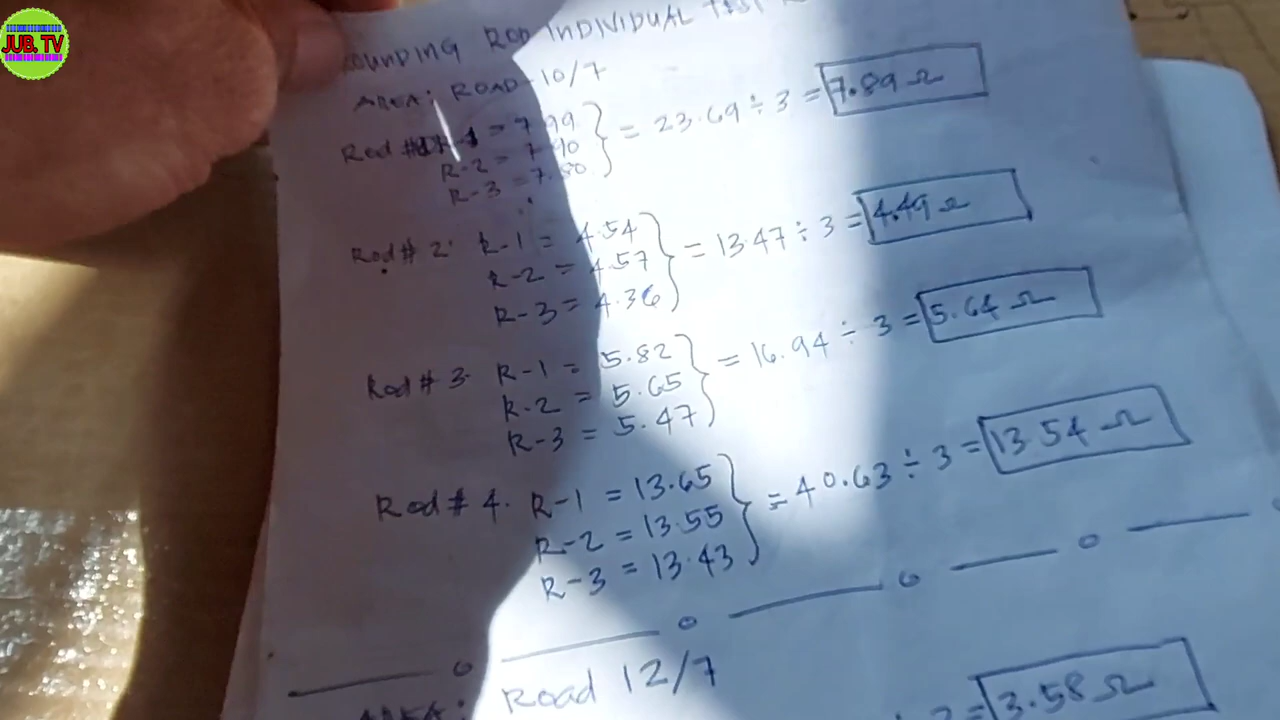 JUB.TV
ROUNDING ROD INDIVIDUAL TEST
AREA: ROAD-10/7
Rod # R-1 = 7.99
R-2 = 7.90 = 23.69 ÷ 3 = 7.89 Ω
R-3 = 7.80
Rod # 2: R-1 = 4.54
R-2 = 4.57 = 13.47 ÷ 3 = 4.49 Ω
R-3 = 4.36
Rod # 3. R-1 = 5.82
R-2 = 5.65 = 16.94 ÷ 3 = 5.64 Ω
R-3 = 5.47
Rod # 4. R-1 = 13.65
R-2 = 13.55 = 40.63 ÷ 3 = 13.54 Ω
R-3 = 13.43
AREA: Road 12/7
÷ 3 = 3.58 Ω